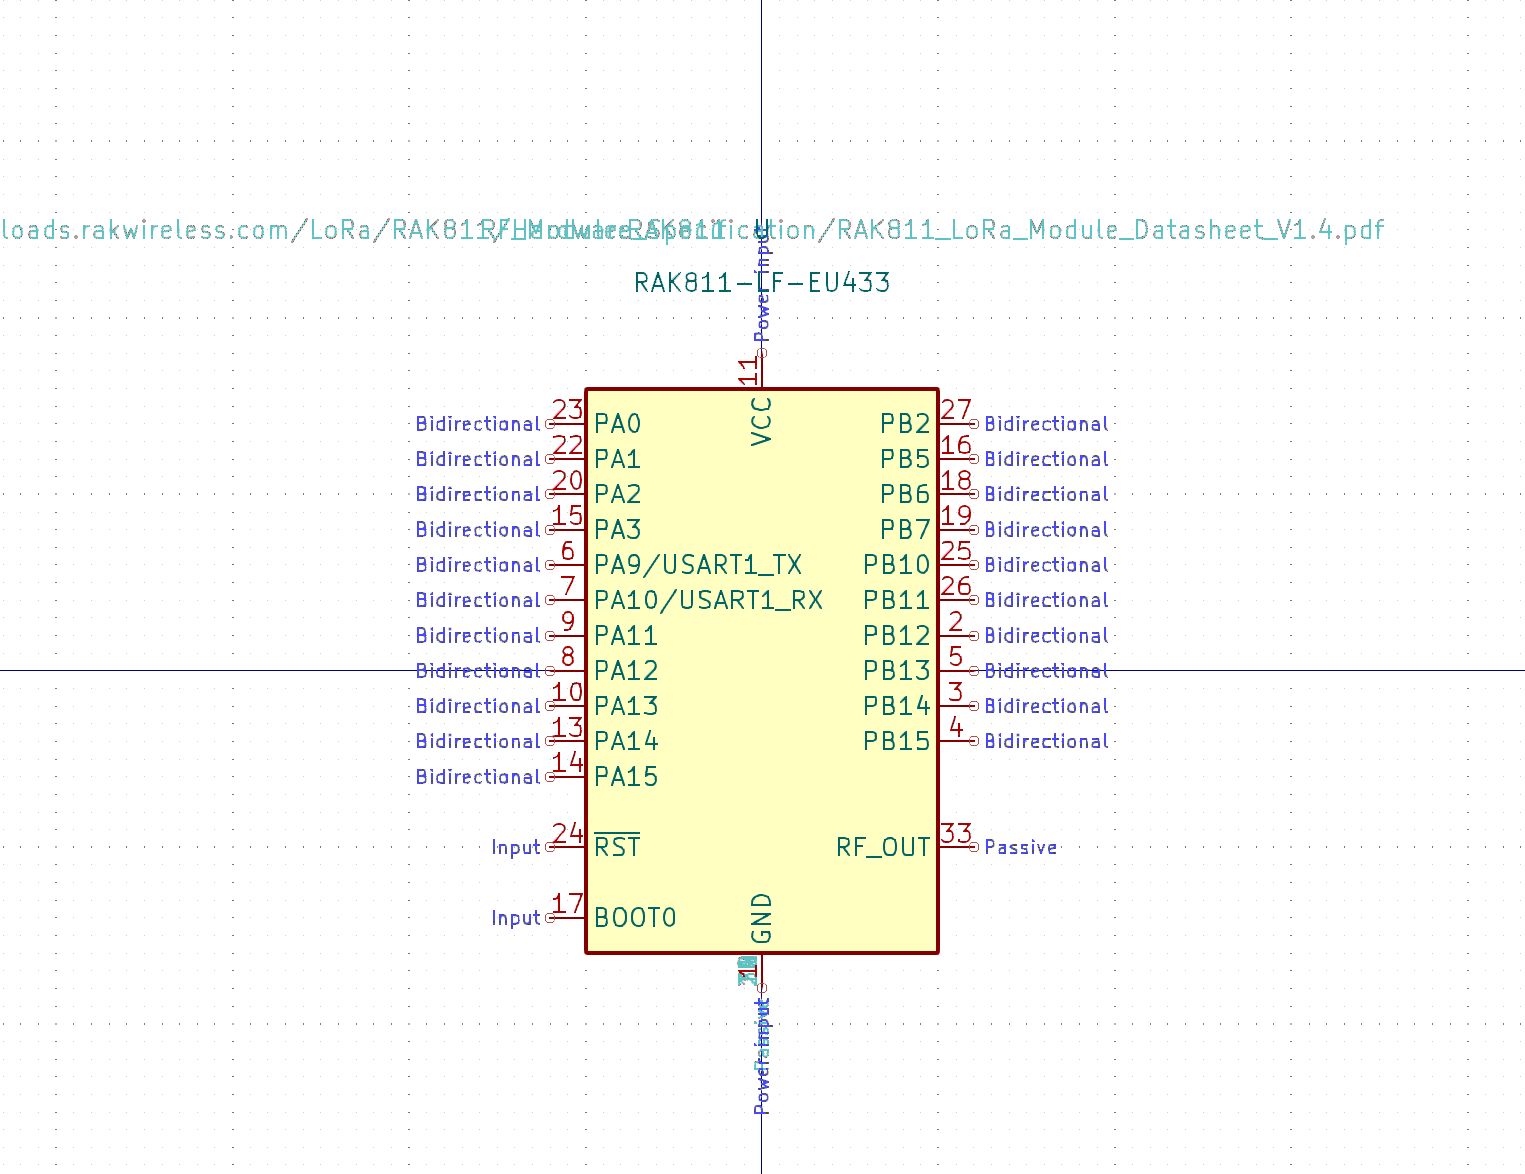 loads.rakwireless.com/LoRa/RAK811/Hardware_Specification/RAK811_LoRa_Module_Datasheet_V1.4.pdf
RF_Module:RAK811
U
Power input
RAK811-LF-EU433
11
VCC
Bidirectional 23 PA0 PB2 27 Bidirectional
Bidirectional 22 PA1 PB5 16 Bidirectional
Bidirectional 20 PA2 PB6 18 Bidirectional
Bidirectional 15 PA3 PB7 19 Bidirectional
Bidirectional 6 PA9/USART1_TX PB10 25 Bidirectional
Bidirectional 7 PA10/USART1_RX PB11 26 Bidirectional
Bidirectional 9 PA11 PB12 2 Bidirectional
Bidirectional 8 PA12 PB13 5 Bidirectional
Bidirectional 10 PA13 PB14 3 Bidirectional
Bidirectional 13 PA14 PB15 4 Bidirectional
Bidirectional 14 PA15
Input 24 RST RF_OUT 33 Passive
Input 17 BOOT0
GND
1
Power input
Passive